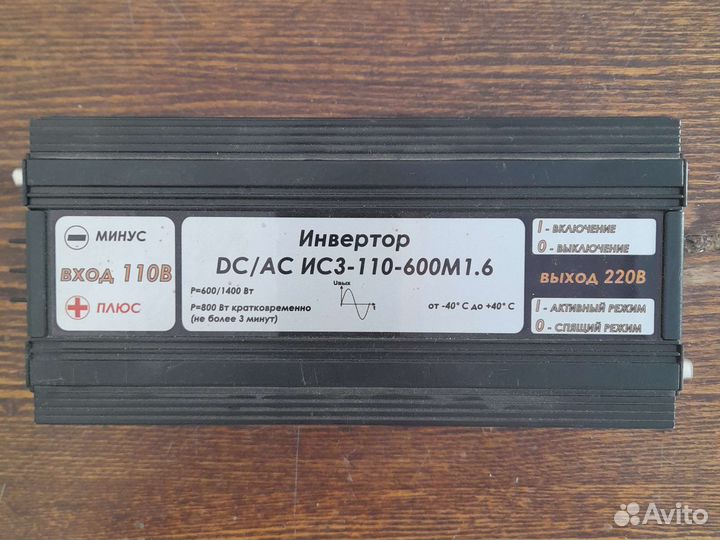 МИНУС
вход 110В
ПЛЮС
Инвертор
DC/AC ИС3-110-600М1.6
Р=600/1400 Вт
Uвых
t
Р=800 Вт кратковременно
(не более 3 минут)
от -40° С до +40° С
I - ВКЛЮЧЕНИЕ
0 - ВЫКЛЮЧЕНИЕ
выход 220В
I - АКТИВНЫЙ РЕЖИМ
0 - СПЯЩИЙ РЕЖИМ
Avito